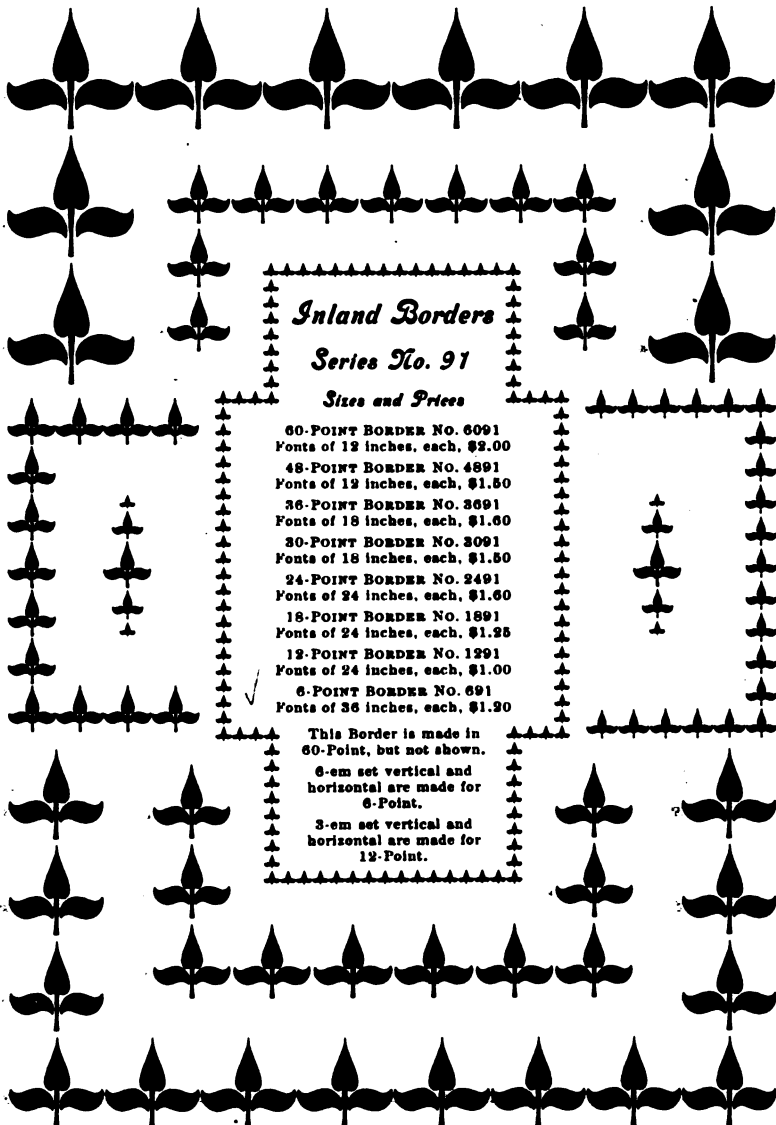 Inland Borders
Series No. 91
Sizes and Prices
60-POINT BORDER NO. 6091
Fonts of 12 inches, each, $2.00
48-POINT BORDER NO. 4891
Fonts of 12 inches, each, $1.50
36-POINT BORDER NO. 3691
Fonts of 18 inches, each, $1.60
30-POINT BORDER NO. 3091
Fonts of 18 inches, each, $1.50
24-POINT BORDER NO. 2491
Fonts of 24 inches, each, $1.60
18-POINT BORDER NO. 1891
Fonts of 24 inches, each, $1.25
12-POINT BORDER NO. 1291
Fonts of 24 inches, each, $1.00
6-POINT BORDER NO. 691
Fonts of 36 inches, each, $1.20
This Border is made in
60-Point, but not shown.
6-em set vertical and
horizontal are made for
6-Point.
3-em set vertical and
horizontal are made for
12-Point.